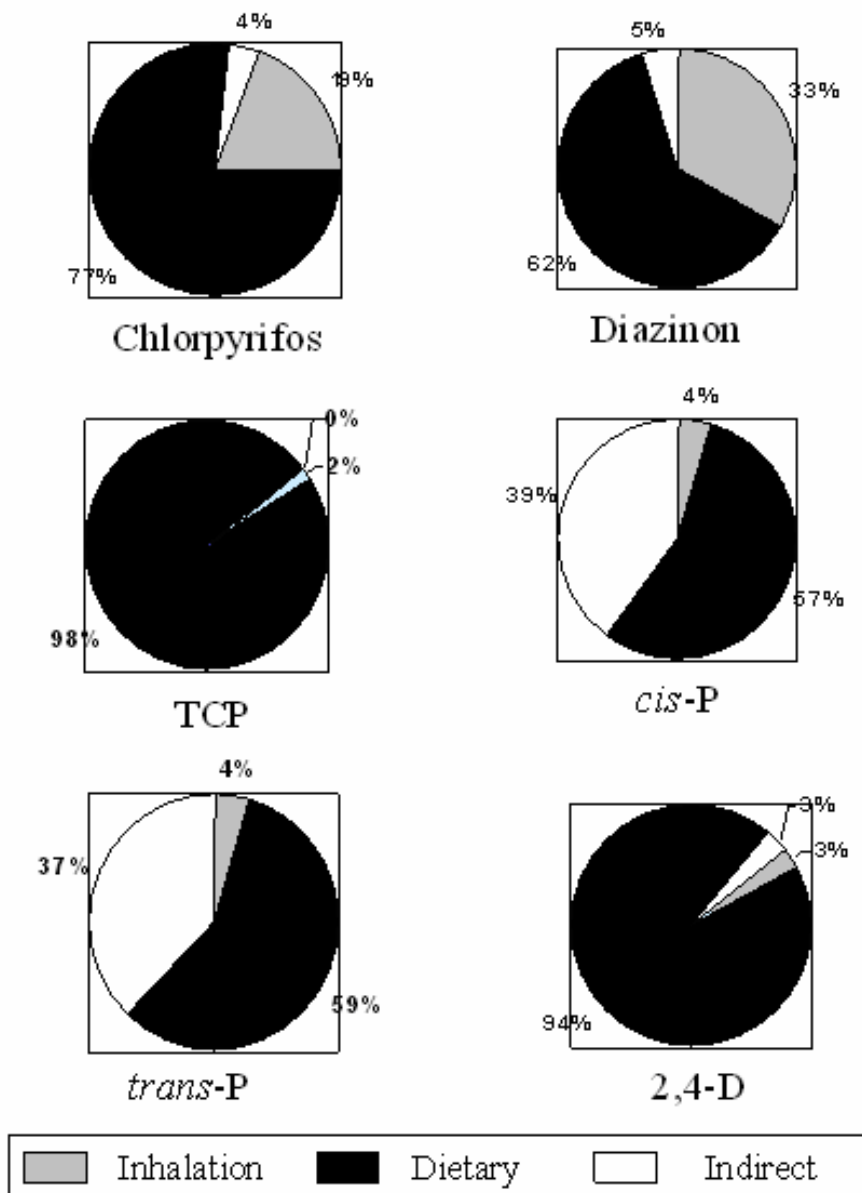 4%
19%
77%
Chlorpyrifos
5%
33%
62%
Diazinon
0%
2%
98%
TCP
4%
39%
57%
cis-P
4%
37%
59%
trans-P
3%
3%
94%
2,4-D
Inhalation Dietary Indirect